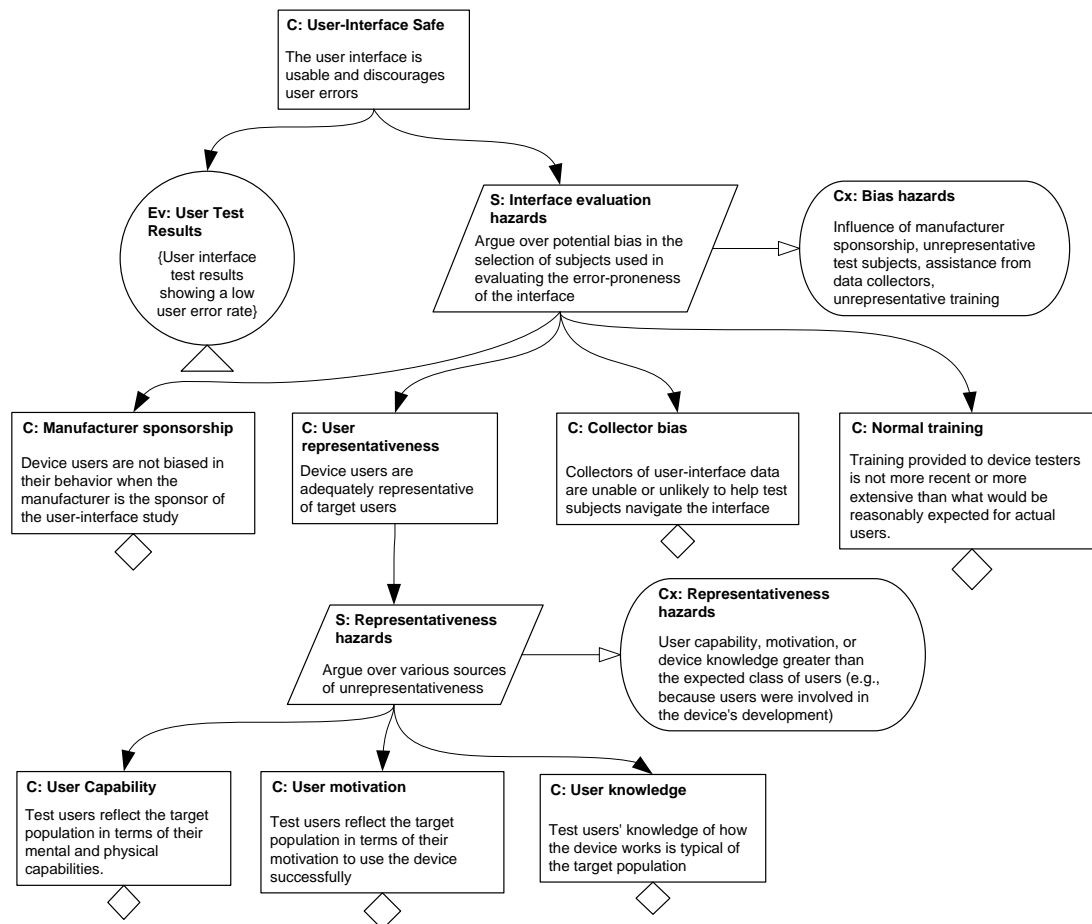 C: User-Interface Safe
The user interface is
usable and discourages
user errors
Ev: User Test
Results
{User interface
test results
showing a low
user error rate}
S: Interface evaluation
hazards
Argue over potential bias in the
selection of subjects used in
evaluating the error-proneness
of the interface
Cx: Bias hazards
Influence of manufacturer
sponsorship, unrepresentative
test subjects, assistance from
data collectors,
unrepresentative training
C: Manufacturer sponsorship
Device users are not biased in
their behavior when the
manufacturer is the sponsor of
the user-interface study
C: User
representativeness
Device users are
adequately representative
of target users
C: Collector bias
Collectors of user-interface data
are unable or unlikely to help test
subjects navigate the interface
C: Normal training
Training provided to device testers
is not more recent or more
extensive than what would be
reasonably expected for actual
users.
S: Representativeness
hazards
Argue over various sources
of unrepresentativeness
Cx: Representativeness
hazards
User capability, motivation, or
device knowledge greater than
the expected class of users (e.g.,
because users were involved in
the device's development)
C: User Capability
Test users reflect the target
population in terms of their
mental and physical
capabilities.
C: User motivation
Test users reflect the target
population in terms of their
motivation to use the device
successfully
C: User knowledge
Test users' knowledge of how
the device works is typical of
the target population